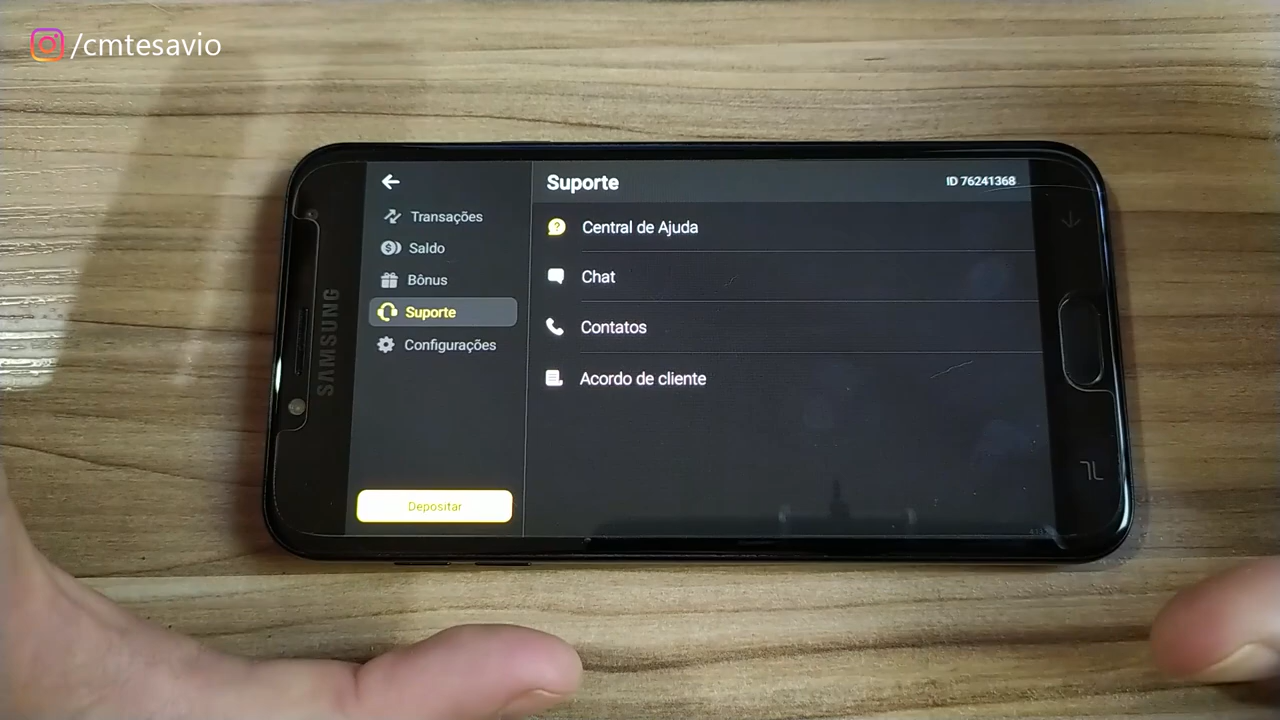 /cmtesavio
SAMSUNG
Transações
Saldo
Bônus
Suporte
Configurações
Depositar
Suporte
ID 76241368
Central de Ajuda
Chat
Contatos
Acordo de cliente